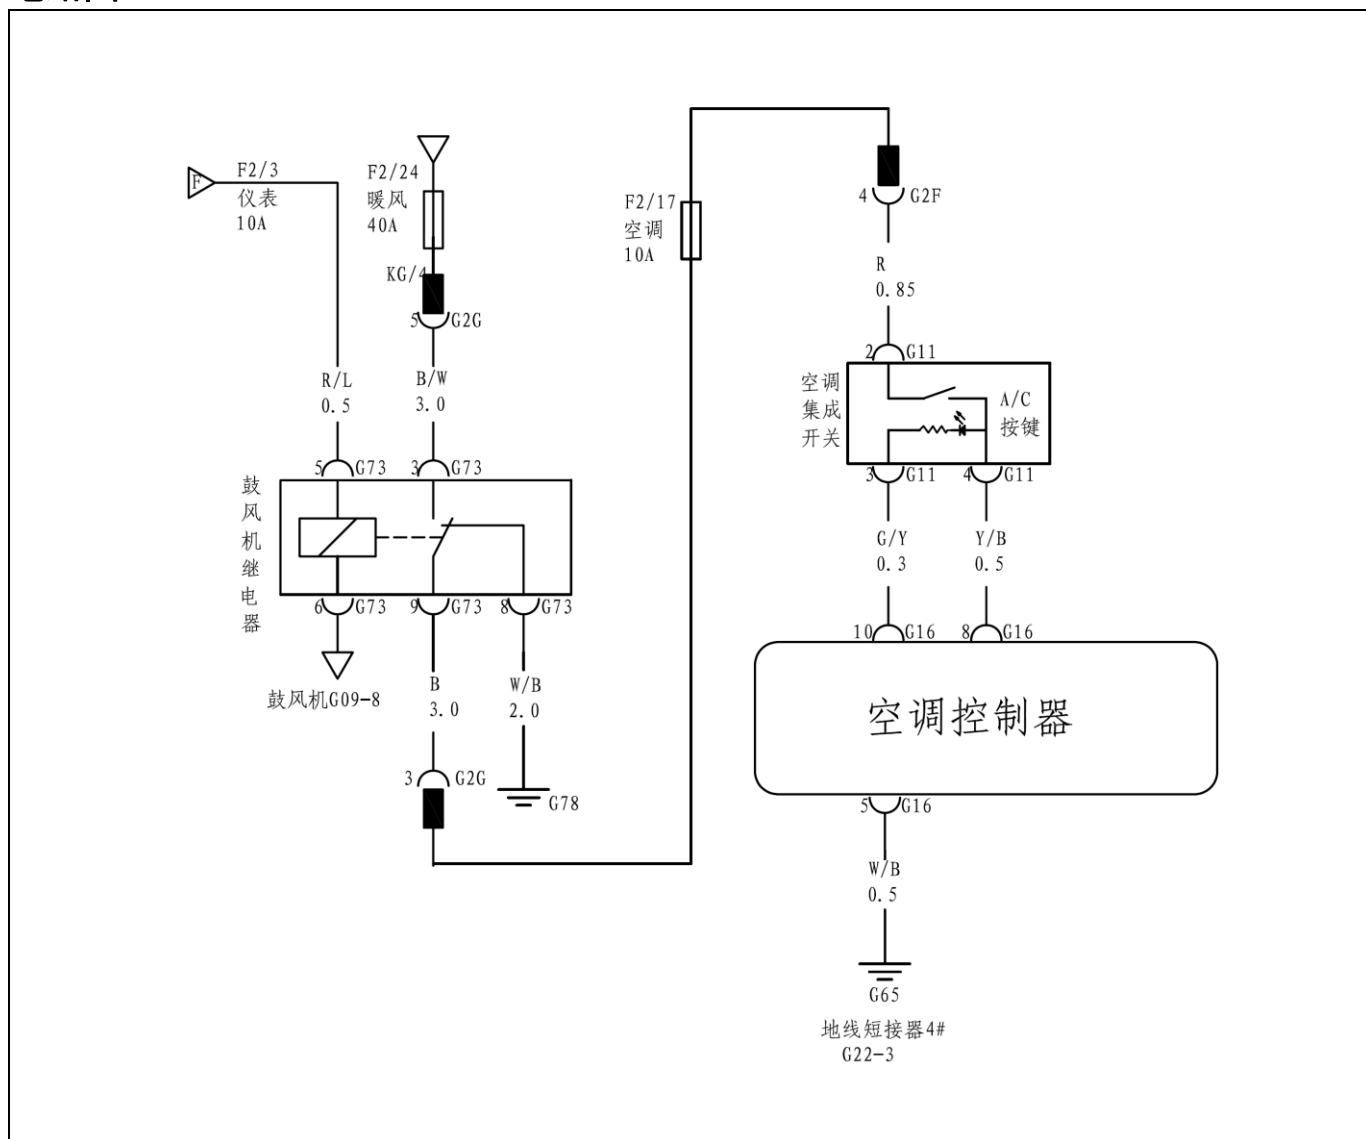 F2/3
仪表
10A
F
F2/24
暖风
40A
KG/4
5 G2G
F2/17
空调
10A
4 G2F
R
0.85
R/L
0.5
B/W
3.0
2 G11
空调
集成
开关
A/C
按键
3 G11
4 G11
5 G73
3 G73
鼓
风
机
继
电
器
G/Y
0.3
Y/B
0.5
6 G73
9 G73
8 G73
10 G16
8 G16
鼓风机G09-8
B
3.0
W/B
2.0
空调控制器
3 G2G
G78
5 G16
W/B
0.5
G65
地线短接器4#
G22-3